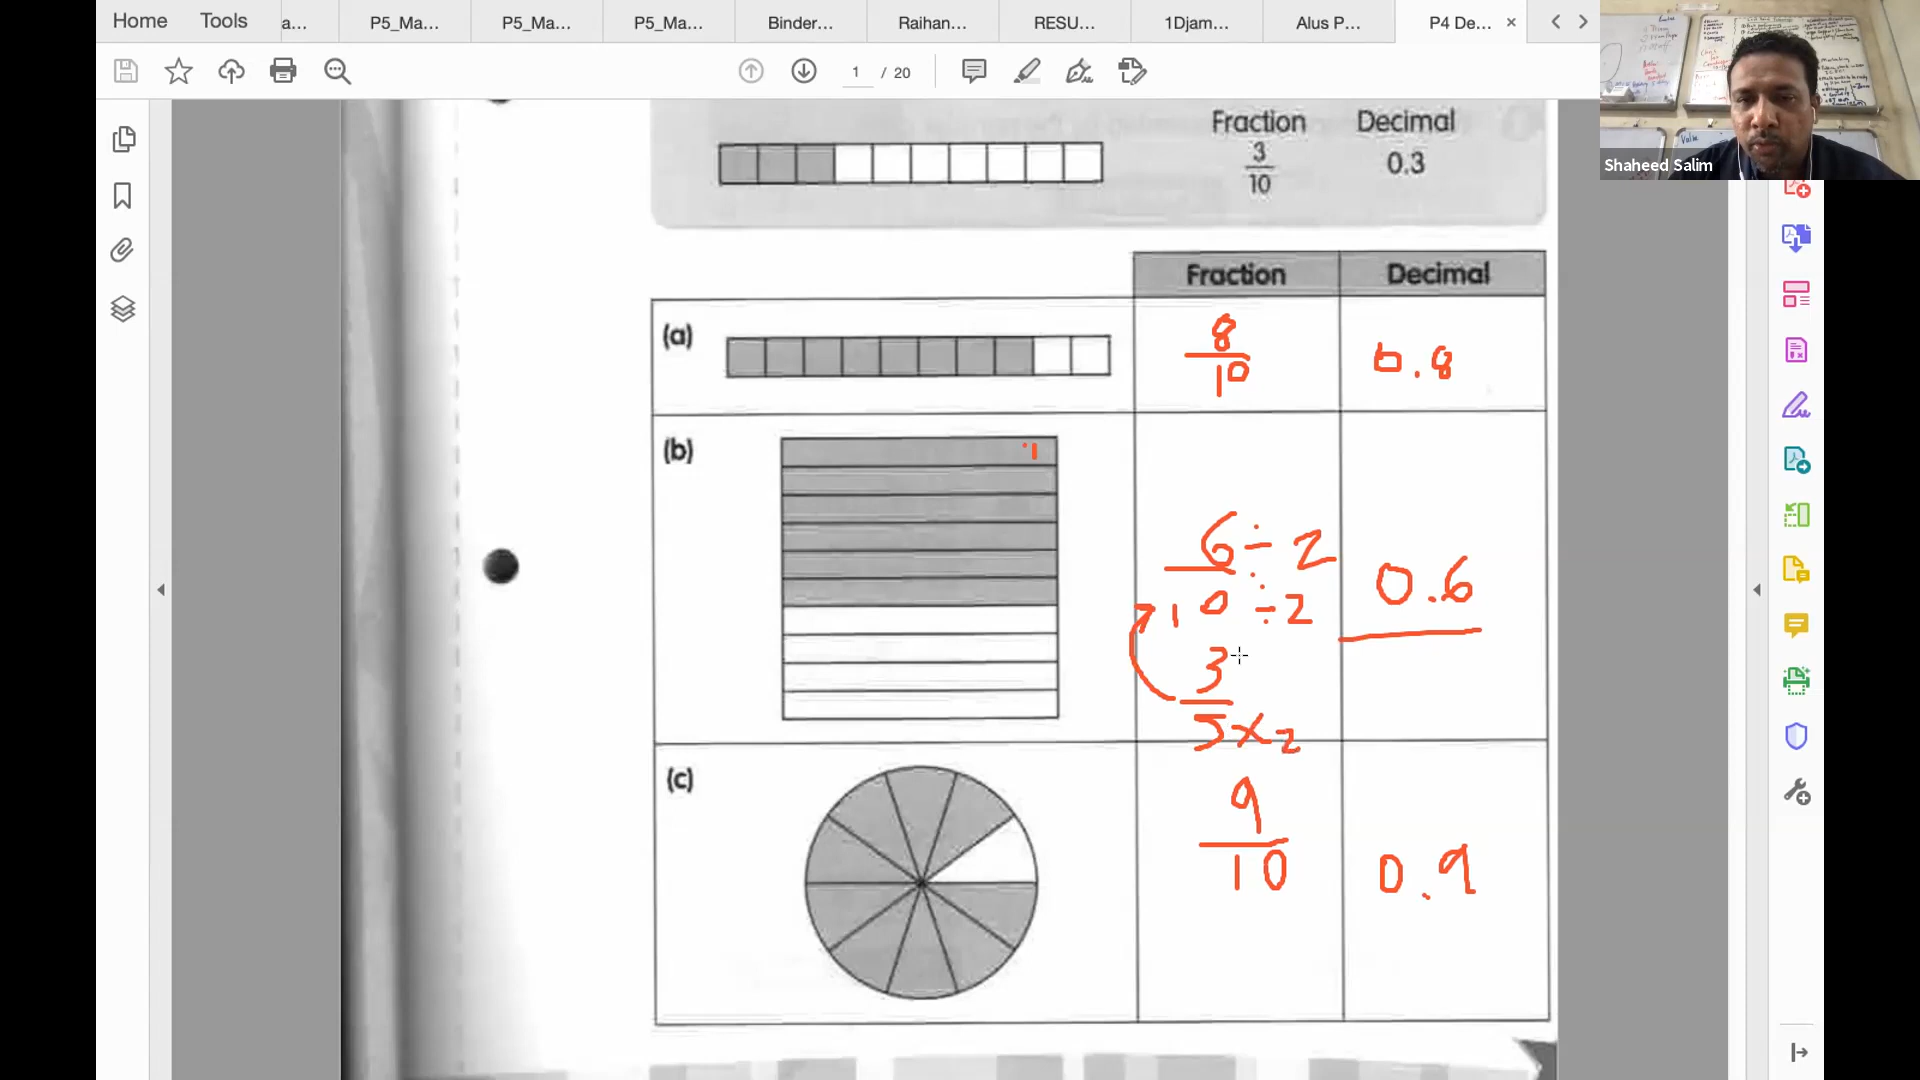 Home Tools a... P5_Ma... P5_Ma... P5_Ma... Binder... Raihan... RESU... 1Djam... Alus P... P4 De... ×
1 / 20
Shaheed Salim
Fraction Decimal
3
10
0.3
Fraction Decimal
(a)
8
10
0.8
(b)
.1
6 ÷ 2
10 ÷ 2
0.6
3
5 x 2
(c)
9
10
0.9